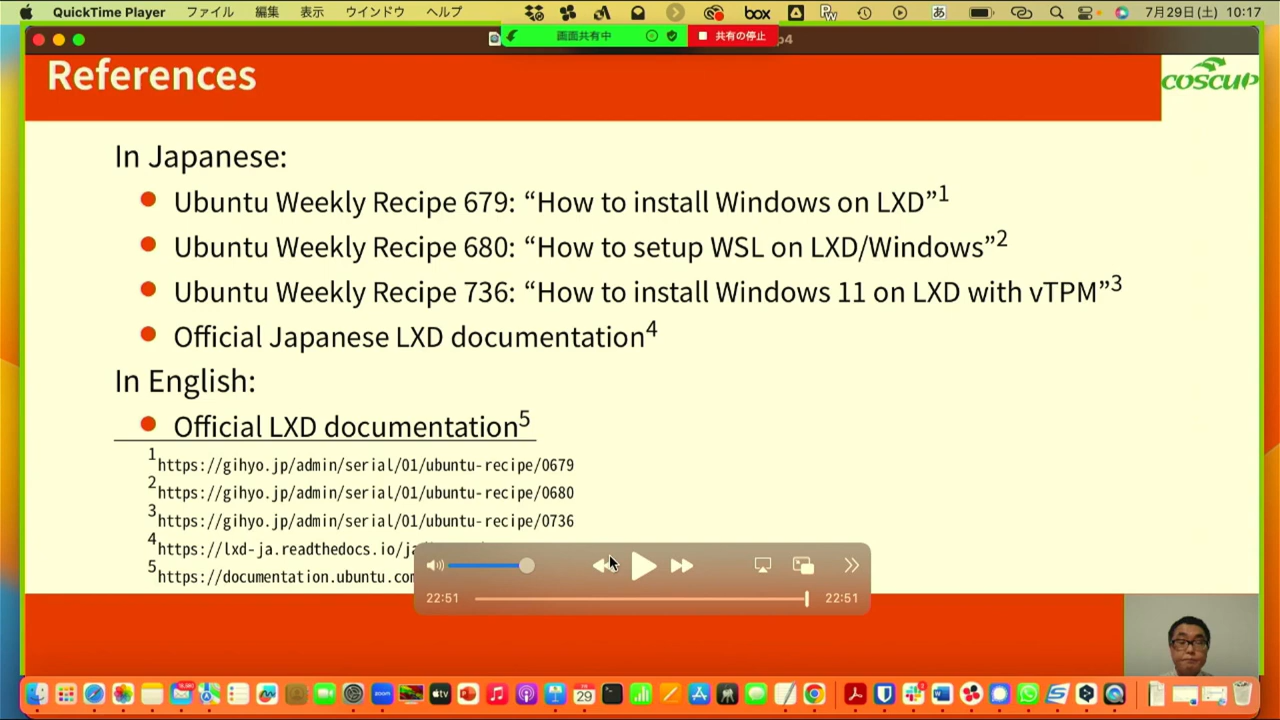 QuickTime Player ファイル 編集 表示 ウインドウ ヘルプ box あ 7月29日(土) 10:17
画面共有中 共有の停止 p4
References
coscup
In Japanese:
Ubuntu Weekly Recipe 679: “How to install Windows on LXD”1
Ubuntu Weekly Recipe 680: “How to setup WSL on LXD/Windows”2
Ubuntu Weekly Recipe 736: “How to install Windows 11 on LXD with vTPM”3
Official Japanese LXD documentation4
In English:
Official LXD documentation5
1https://gihyo.jp/admin/serial/01/ubuntu-recipe/0679
2https://gihyo.jp/admin/serial/01/ubuntu-recipe/0680
3https://gihyo.jp/admin/serial/01/ubuntu-recipe/0736
4https://lxd-ja.readthedocs.io/ja
5https://documentation.ubuntu.com
22:51 22:51
zoom tv 29